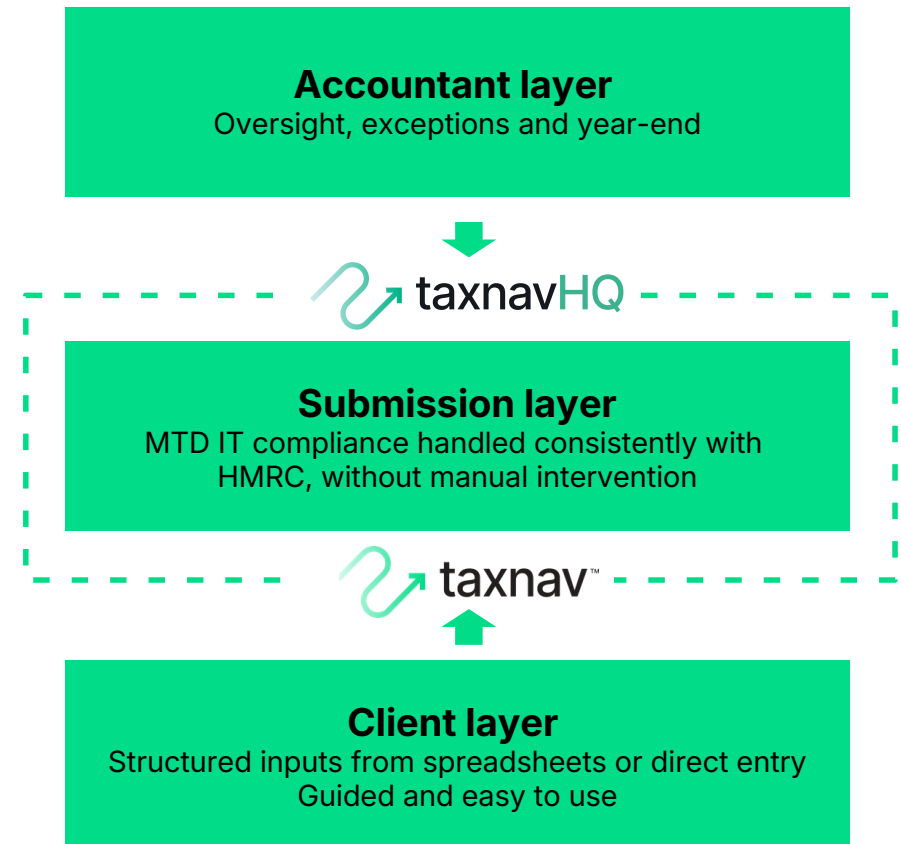 Accountant layer
Oversight, exceptions and year-end
taxnavHQ
Submission layer
MTD IT compliance handled consistently with
HMRC, without manual intervention
taxnav™
Client layer
Structured inputs from spreadsheets or direct entry
Guided and easy to use